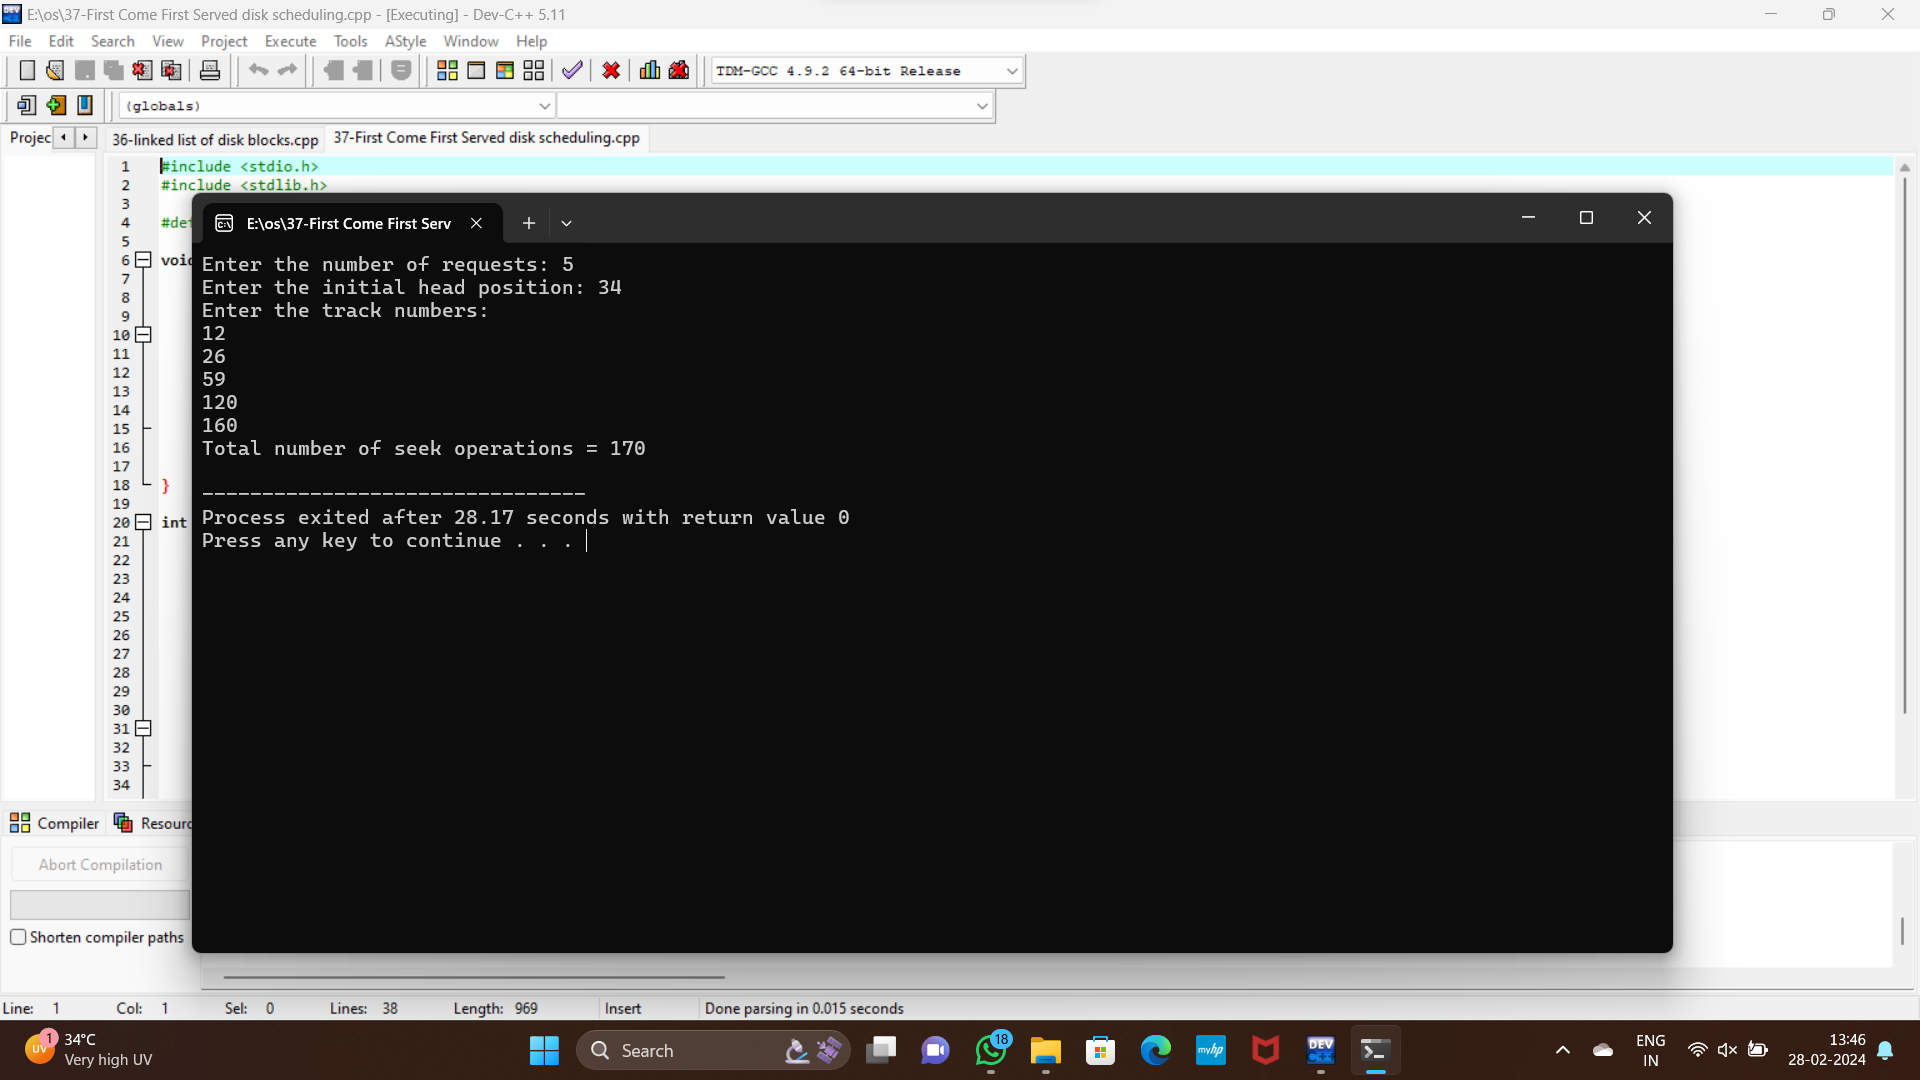 E:\os\37-First Come First Served disk scheduling.cpp - [Executing] - Dev-C++ 5.11
File Edit Search View Project Execute Tools AStyle Window Help
TDM-GCC 4.9.2 64-bit Release
(globals)
Projec 36-linked list of disk blocks.cpp 37-First Come First Served disk scheduling.cpp
1 #include <stdio.h>
2 #include <stdlib.h>
3
4 #def
5
6 voic
7
8
9
10
11
12
13
14
15
16
17
18 }
19
20 int
21
22
23
24
25
26
27
28
29
30
31
32
33
34
E:\os\37-First Come First Serv
Enter the number of requests: 5
Enter the initial head position: 34
Enter the track numbers:
12
26
59
120
160
Total number of seek operations = 170
--------------------------------
Process exited after 28.17 seconds with return value 0
Press any key to continue . . .
Compiler Resourc
Abort Compilation
Shorten compiler paths
Line: 1 Col: 1 Sel: 0 Lines: 38 Length: 969 Insert Done parsing in 0.015 seconds
UV 1 34°C
Very high UV
Search
18
myhp
DEV
C++
ENG
IN
13:46
28-02-2024